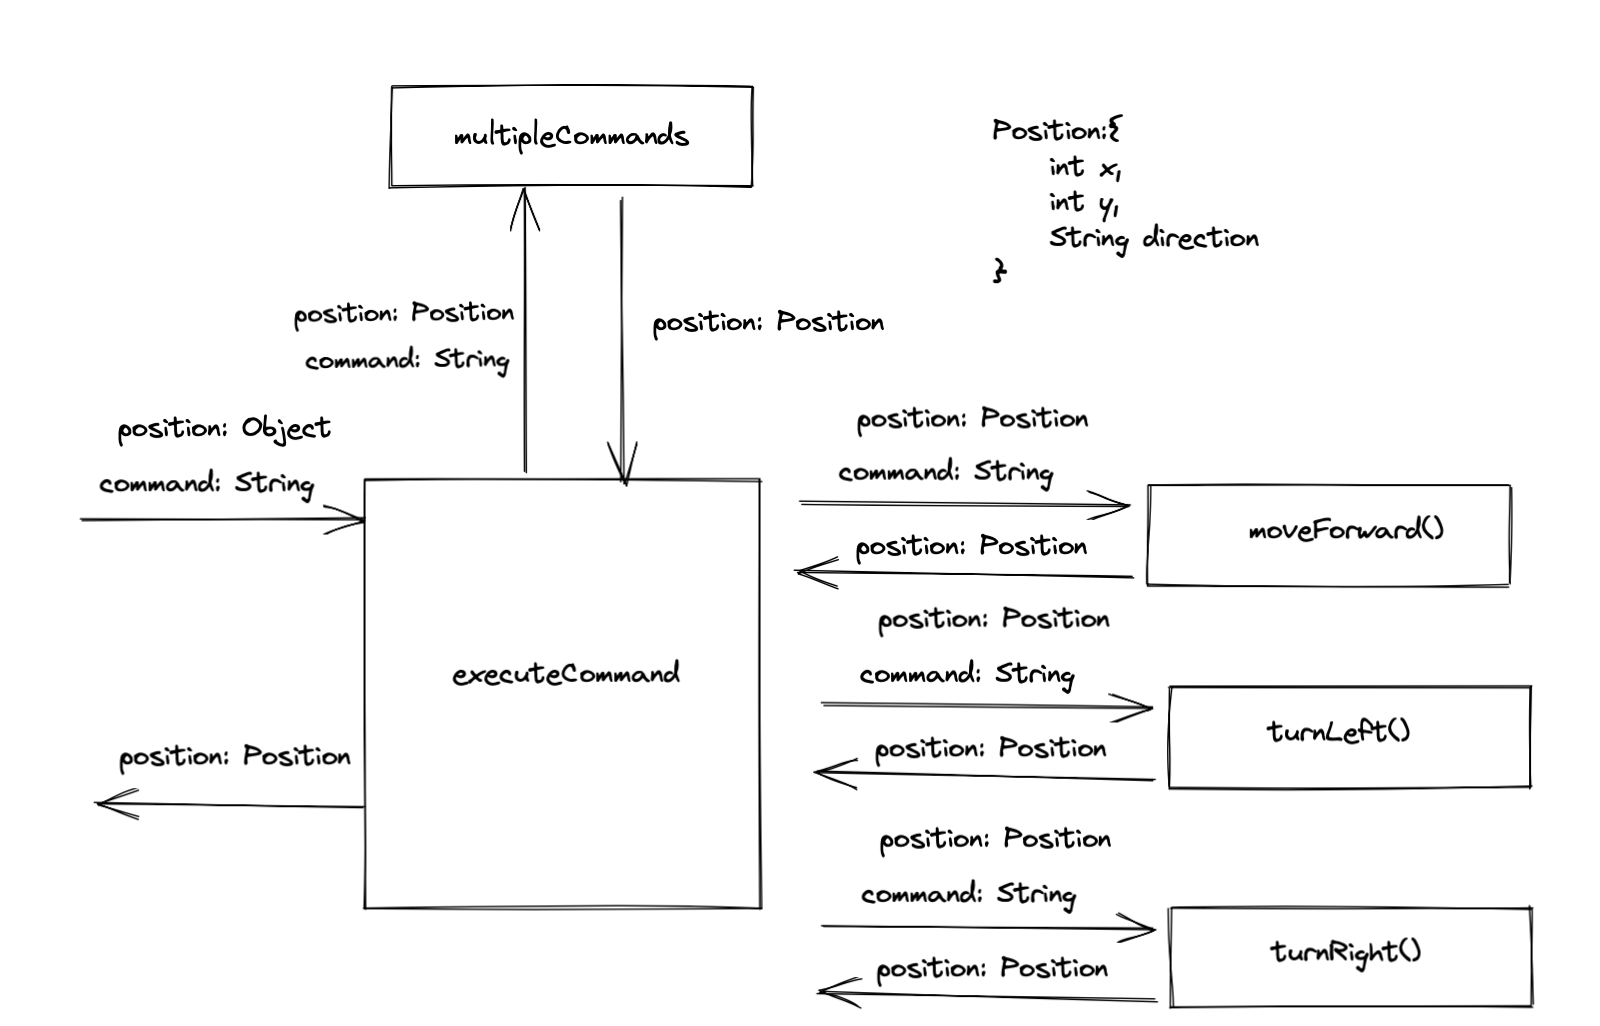 multipleCommands
Position:{
int x,
int y,
String direction
}
position: Position
command: String
position: Position
position: Object
command: String
position: Position
command: String
moveForward()
position: Position
position: Position
command: String
executeCommand
turnLeft()
position: Position
position: Position
position: Position
command: String
turnRight()
position: Position